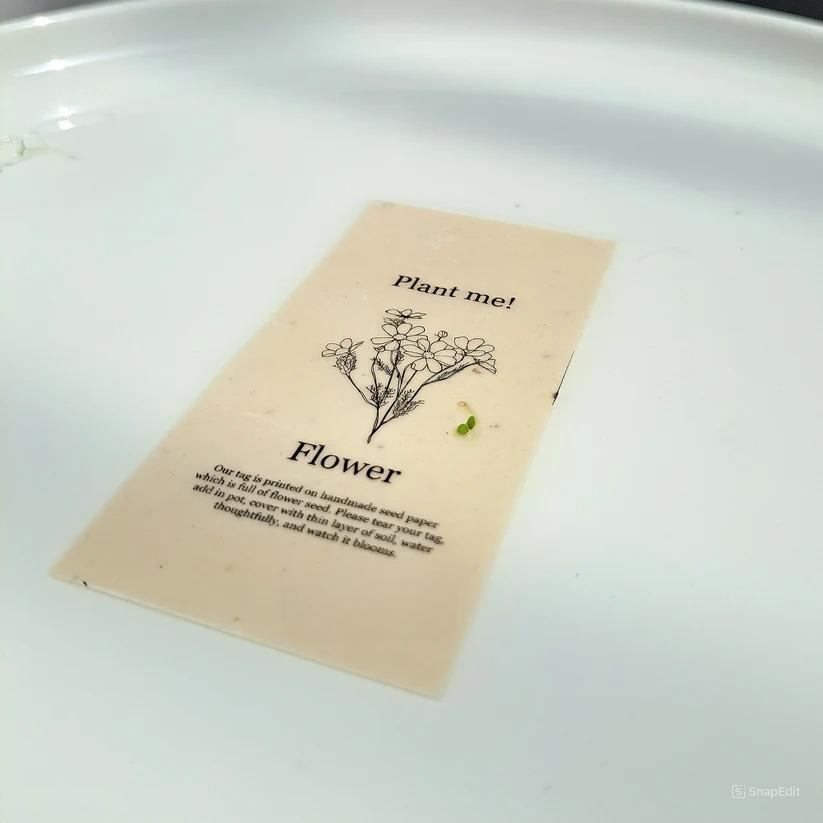 Plant me!
Flower
Our tag is printed on handmade seed paper
which is full of flower seed. Please tear your tag,
add in pot, cover with thin layer of soil, water
thoughtfully, and watch it blooms.
SnapEdit